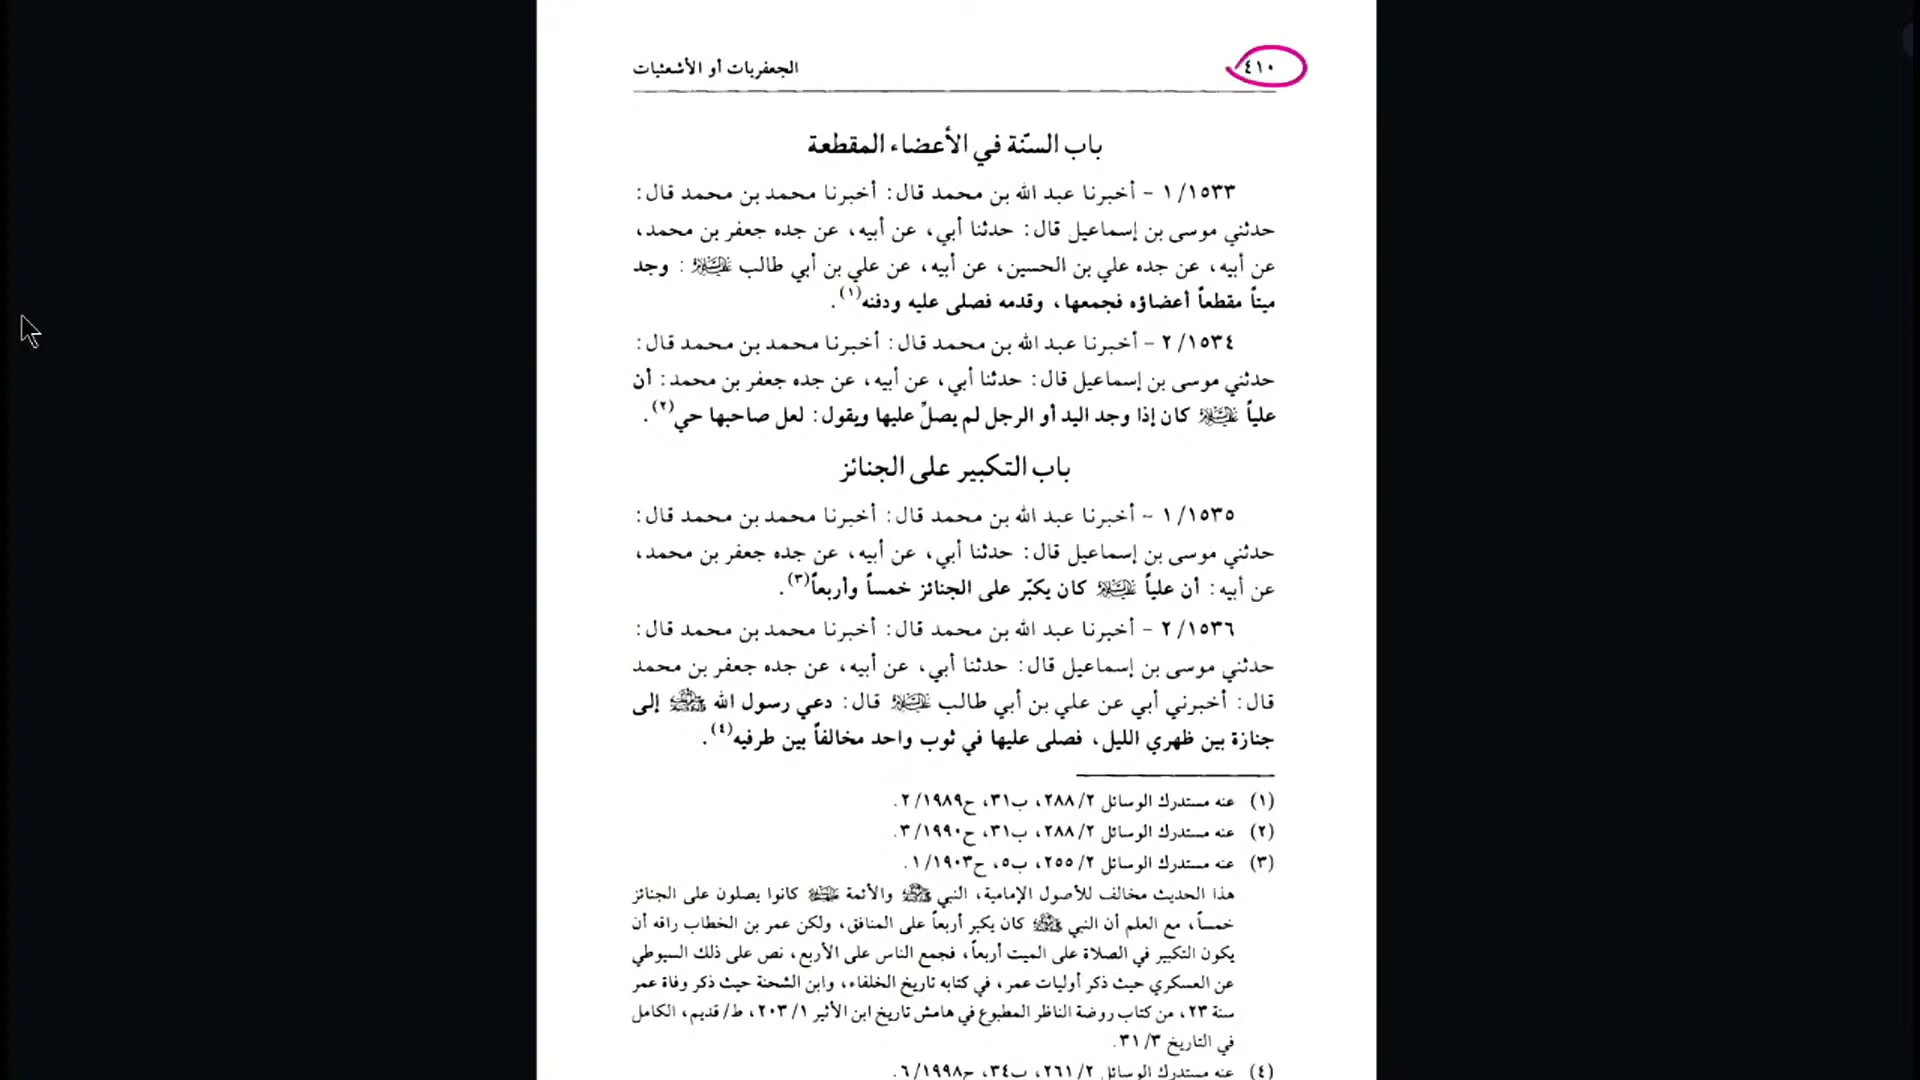 ٤١٠
الجعفريات أو الأشعثيات
باب السنّة في الأعضاء المقطعة
١/١٥٣٣ - أخبرنا عبد الله بن محمد قال: أخبرنا محمد بن محمد قال:
حدثني موسى بن إسماعيل قال: حدثنا أبي، عن أبيه، عن جده جعفر بن محمد،
عن أبيه، عن جده علي بن الحسين، عن أبيه، عن علي بن أبي طالب عليه السلام: وجد
ميتاً مقطعاً أعضاؤه فجمعها، وقدمه فصلى عليه ودفنه(١).
٢/١٥٣٤ - أخبرنا عبد الله بن محمد قال: أخبرنا محمد بن محمد قال:
حدثني موسى بن إسماعيل قال: حدثنا أبي، عن أبيه، عن جده جعفر بن محمد: أن
علياً عليه السلام كان إذا وجد اليد أو الرجل لم يصلِّ عليها ويقول: لعل صاحبها حي(٢).
باب التكبير على الجنائز
١/١٥٣٥ - أخبرنا عبد الله بن محمد قال: أخبرنا محمد بن محمد قال:
حدثني موسى بن إسماعيل قال: حدثنا أبي، عن أبيه، عن جده جعفر بن محمد،
عن أبيه: أن علياً عليه السلام كان يكبّر على الجنائز خمساً وأربعاً(٣).
٢/١٥٣٦ - أخبرنا عبد الله بن محمد قال: أخبرنا محمد بن محمد قال:
حدثني موسى بن إسماعيل قال: حدثنا أبي، عن أبيه، عن جده جعفر بن محمد
قال: أخبرني أبي عن علي بن أبي طالب عليه السلام قال: دعي رسول الله ﷺ إلى
جنازة بين ظهري الليل، فصلى عليها في ثوب واحد مخالفاً بين طرفيه(٤).
(١) عنه مستدرك الوسائل ٢/ ٢٨٨، ب٣١، ح١٩٨٩/ ٢.
(٢) عنه مستدرك الوسائل ٢/ ٢٨٨، ب٣١، ح١٩٩٠/ ٣.
(٣) عنه مستدرك الوسائل ٢/ ٢٥٥، ب٥، ح١٩٠٣/ ١.
هذا الحديث مخالف للأصول الإمامية، النبي ﷺ والأئمة كانوا يصلون على الجنائز
خمساً، مع العلم أن النبي ﷺ كان يكبر أربعاً على المنافق، ولكن عمر بن الخطاب راقه أن
يكون التكبير في الصلاة على الميت أربعاً، فجمع الناس على الأربع، نص على ذلك السيوطي
عن العسكري حيث ذكر أوليات عمر، في كتابه تاريخ الخلفاء، وابن الشحنة حيث ذكر وفاة عمر
سنة ٢٣، من كتاب روضة الناظر المطبوع في هامش تاريخ ابن الأثير ١/ ٢٠٣، ط/ قديم، الكامل
في التاريخ ٣/ ٣١.
(٤) عنه مستدرك الوسائل ٢/ ٢٦١، ب٣٤، ح١٩٩٨/ ٦.